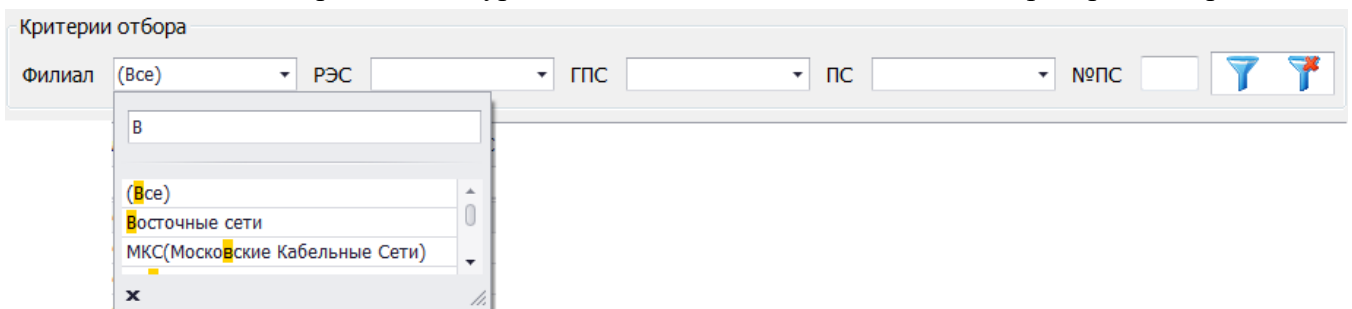 Критерии отбора
Филиал (Все) РЭС ГПС ПС №ПС
В
(Все)
Восточные сети
МКС(Московские Кабельные Сети)
x